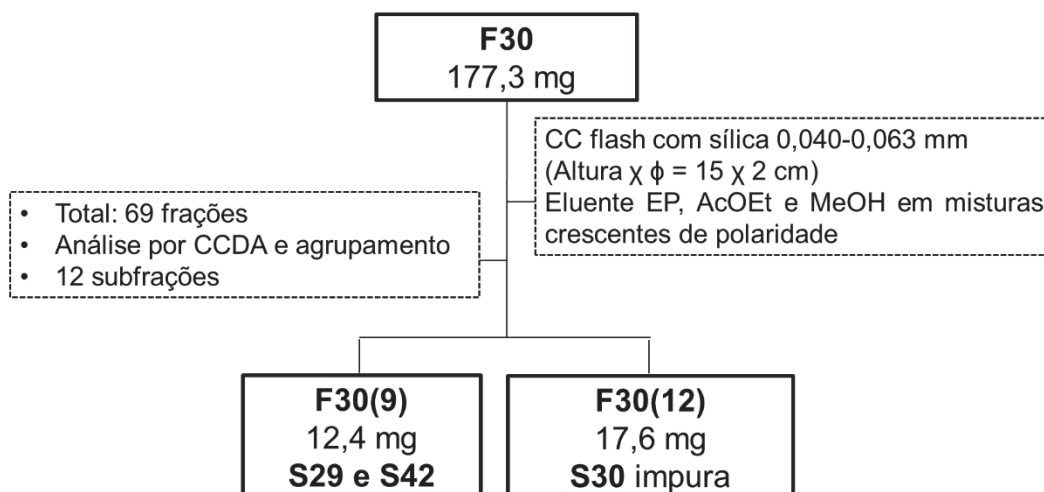 F30
177,3 mg
CC flash com sílica 0,040-0,063 mm
(Altura χ ϕ = 15 χ 2 cm)
Eluente EP, AcOEt e MeOH em misturas
crescentes de polaridade
• Total: 69 frações
• Análise por CCDA e agrupamento
• 12 subfrações
F30(9)
12,4 mg
S29 e S42
F30(12)
17,6 mg
S30 impura